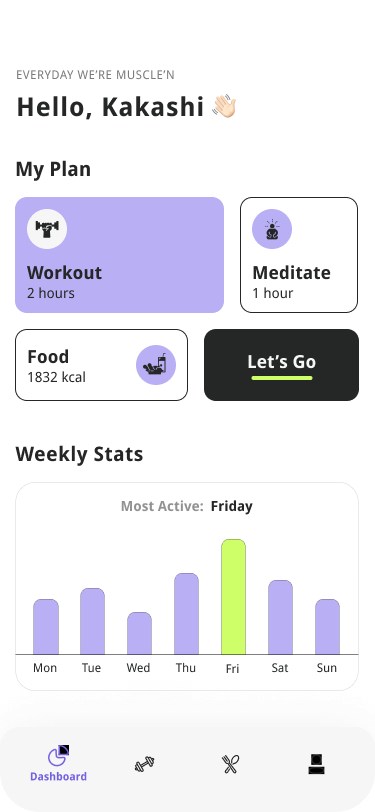 EVERYDAY WE’RE MUSCLE’N
Hello, Kakashi 👋🏻
My Plan
Workout
2 hours
Meditate
1 hour
Food
1832 kcal
Let’s Go
Weekly Stats
Most Active: Friday
Mon Tue Wed Thu Fri Sat Sun
Dashboard